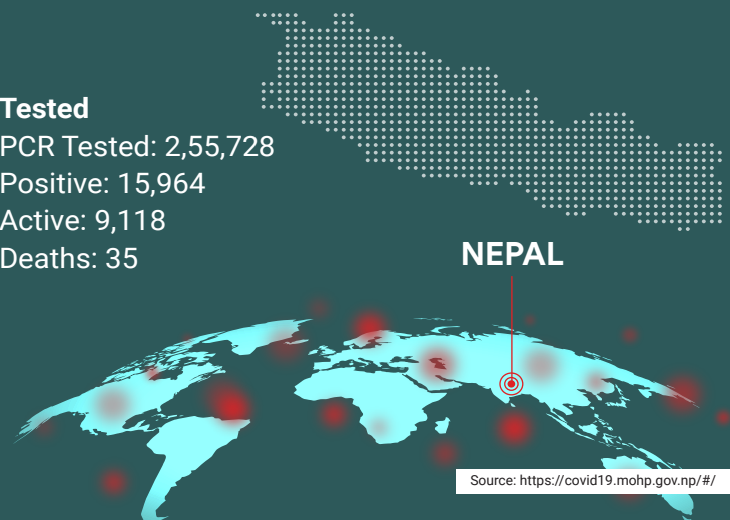 Tested
PCR Tested: 2,55,728
Positive: 15,964
Active: 9,118
Deaths: 35
NEPAL
Source: https://covid19.mohp.gov.np/#/